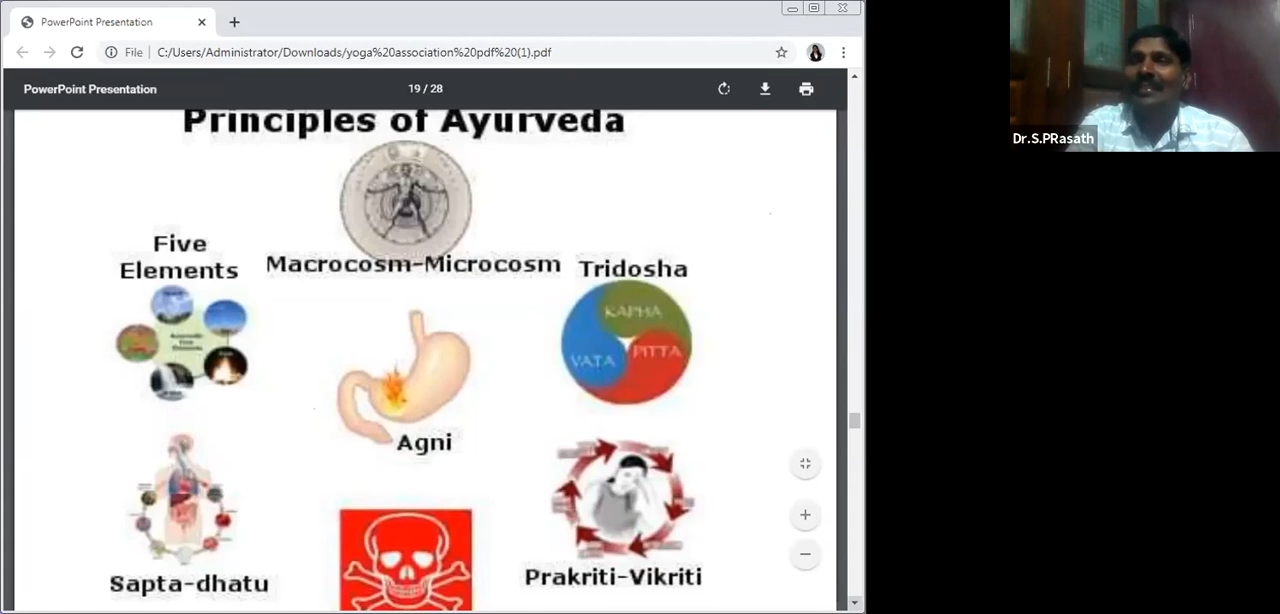 PowerPoint Presentation
File
C:/Users/Administrator/Downloads/yoga%20association%20pdf%20(1).pdf
PowerPoint Presentation
19 / 28
Dr.S.PRasath
Principles of Ayurveda
Five
Elements
Macrocosm-Microcosm
Tridosha
KAPHA
VATA
PITTA
Agni
Sapta-dhatu
Prakriti-Vikriti